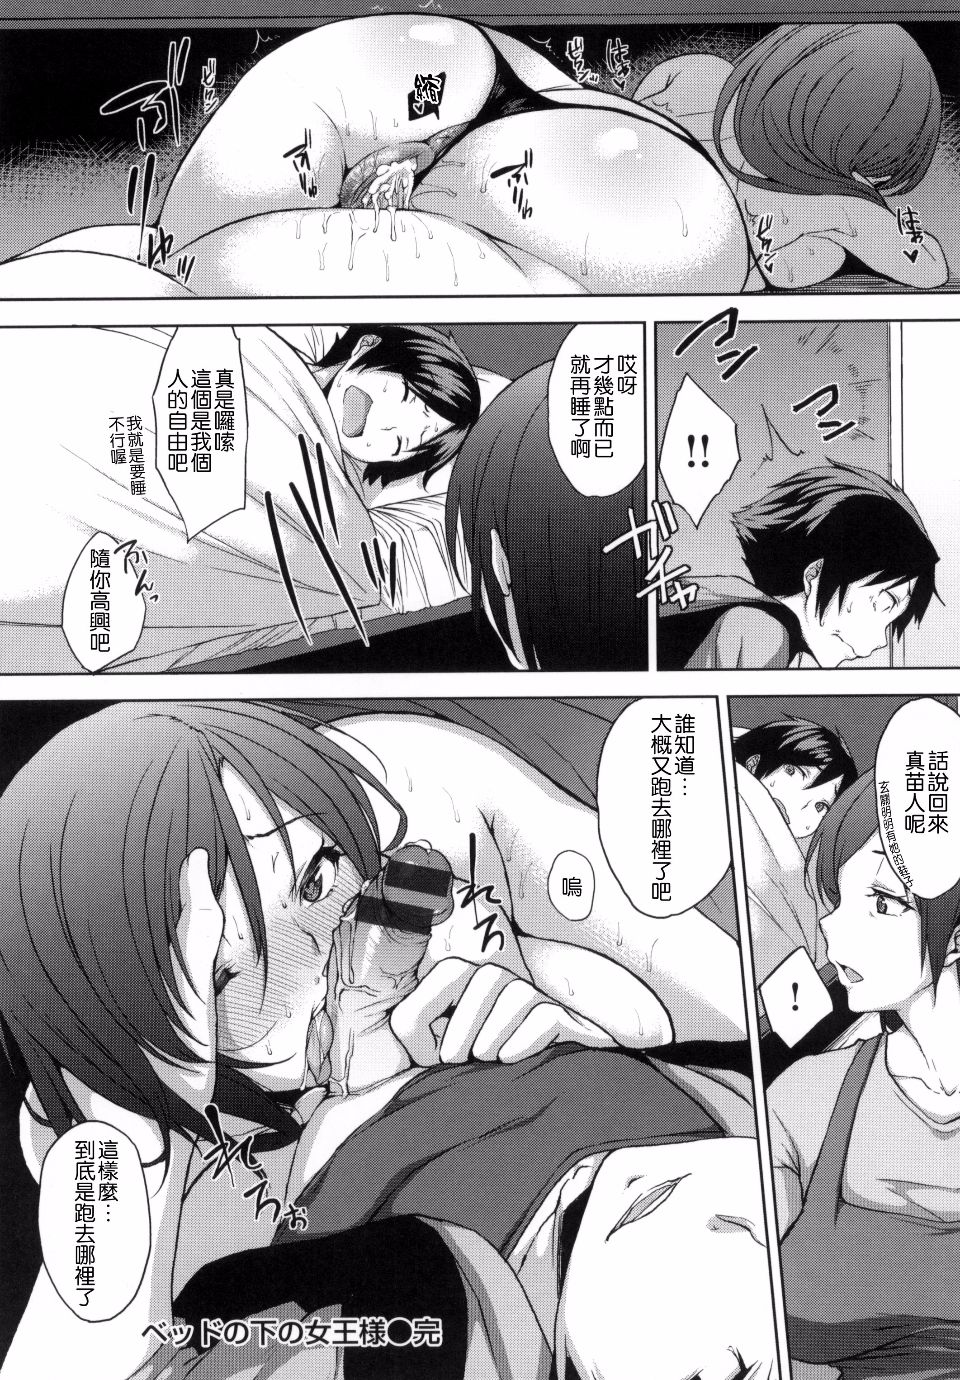 哎呀
才幾點而已
就再睡了啊
!!
ガチャ
真是囉嗦
這個是我個
人的自由吧
我就是要睡
不行喔
隨你高興吧
話說回來
真苗人呢
玄關明明有她的鞋子
!
誰知道…
大概又跑去哪裡了吧
嗚
這樣麼…
到底是跑去哪裡了
ベッドの下の女王様●完